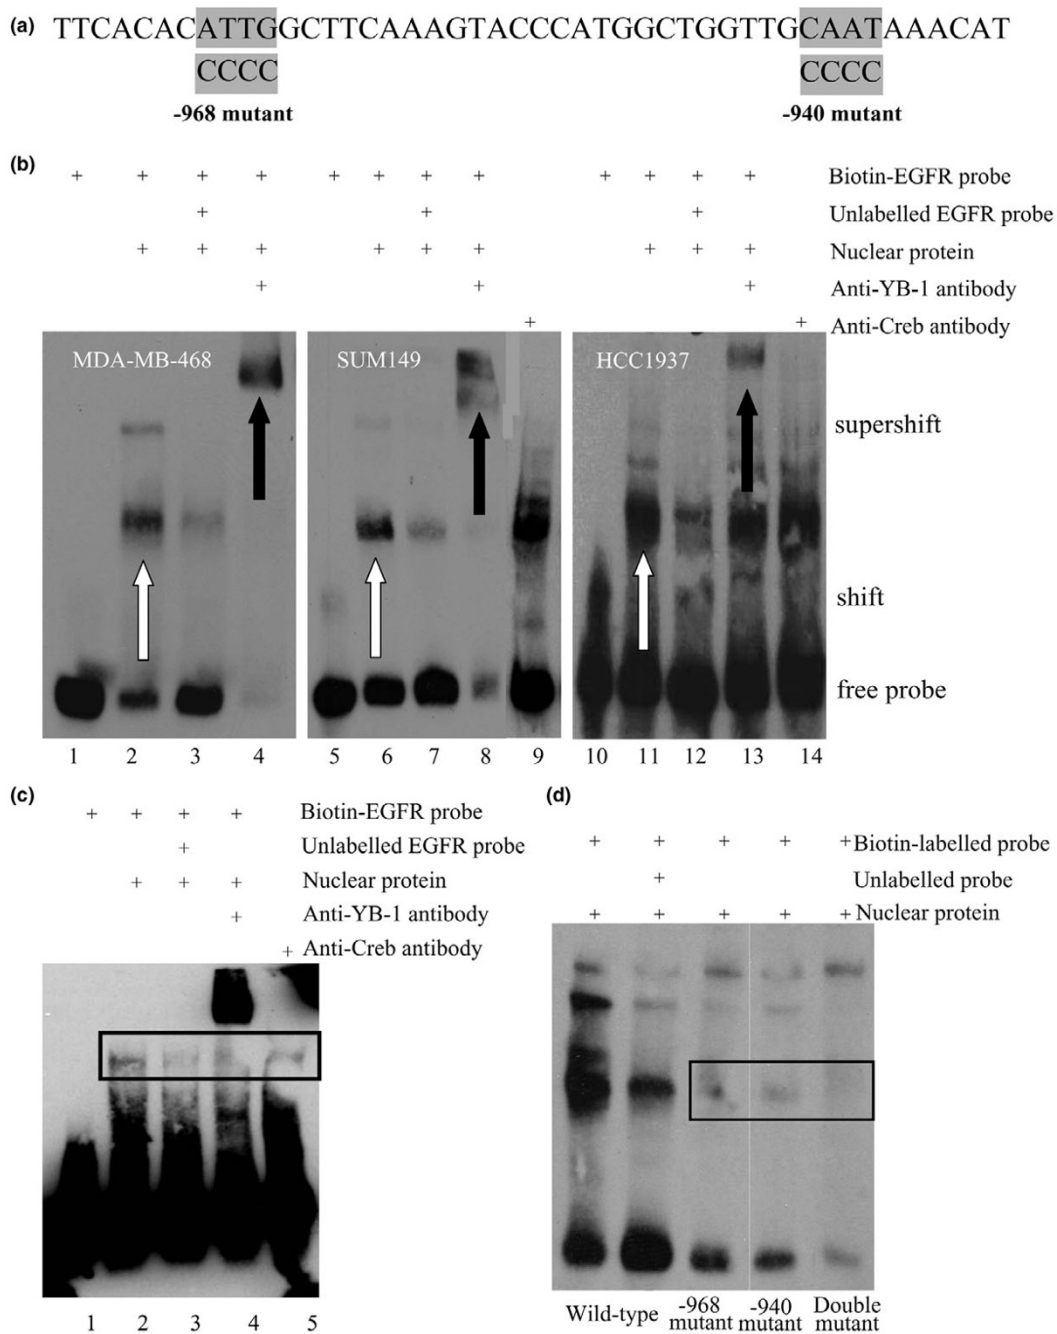 (a) TTCACACATTGGCTTCAAAGTACCCATGGCTGGTTGCAATAAACAT
CCCC CCCC
-968 mutant -940 mutant
(b)
+ + + + + + + + + + + + Biotin-EGFR probe
+ + + Unlabelled EGFR probe
+ + + + + + + + + Nuclear protein
+ + + Anti-YB-1 antibody
+ + Anti-Creb antibody
MDA-MB-468 SUM149 HCC1937
supershift
shift
free probe
1 2 3 4 5 6 7 8 9 10 11 12 13 14
(c)
+ + + + Biotin-EGFR probe
+ Unlabelled EGFR probe
+ + + Nuclear protein
+ Anti-YB-1 antibody
+ Anti-Creb antibody
1 2 3 4 5
(d)
+ + + + + Biotin-labelled probe
+ Unlabelled probe
+ + + + + Nuclear protein
Wild-type -968 mutant -940 mutant Double mutant